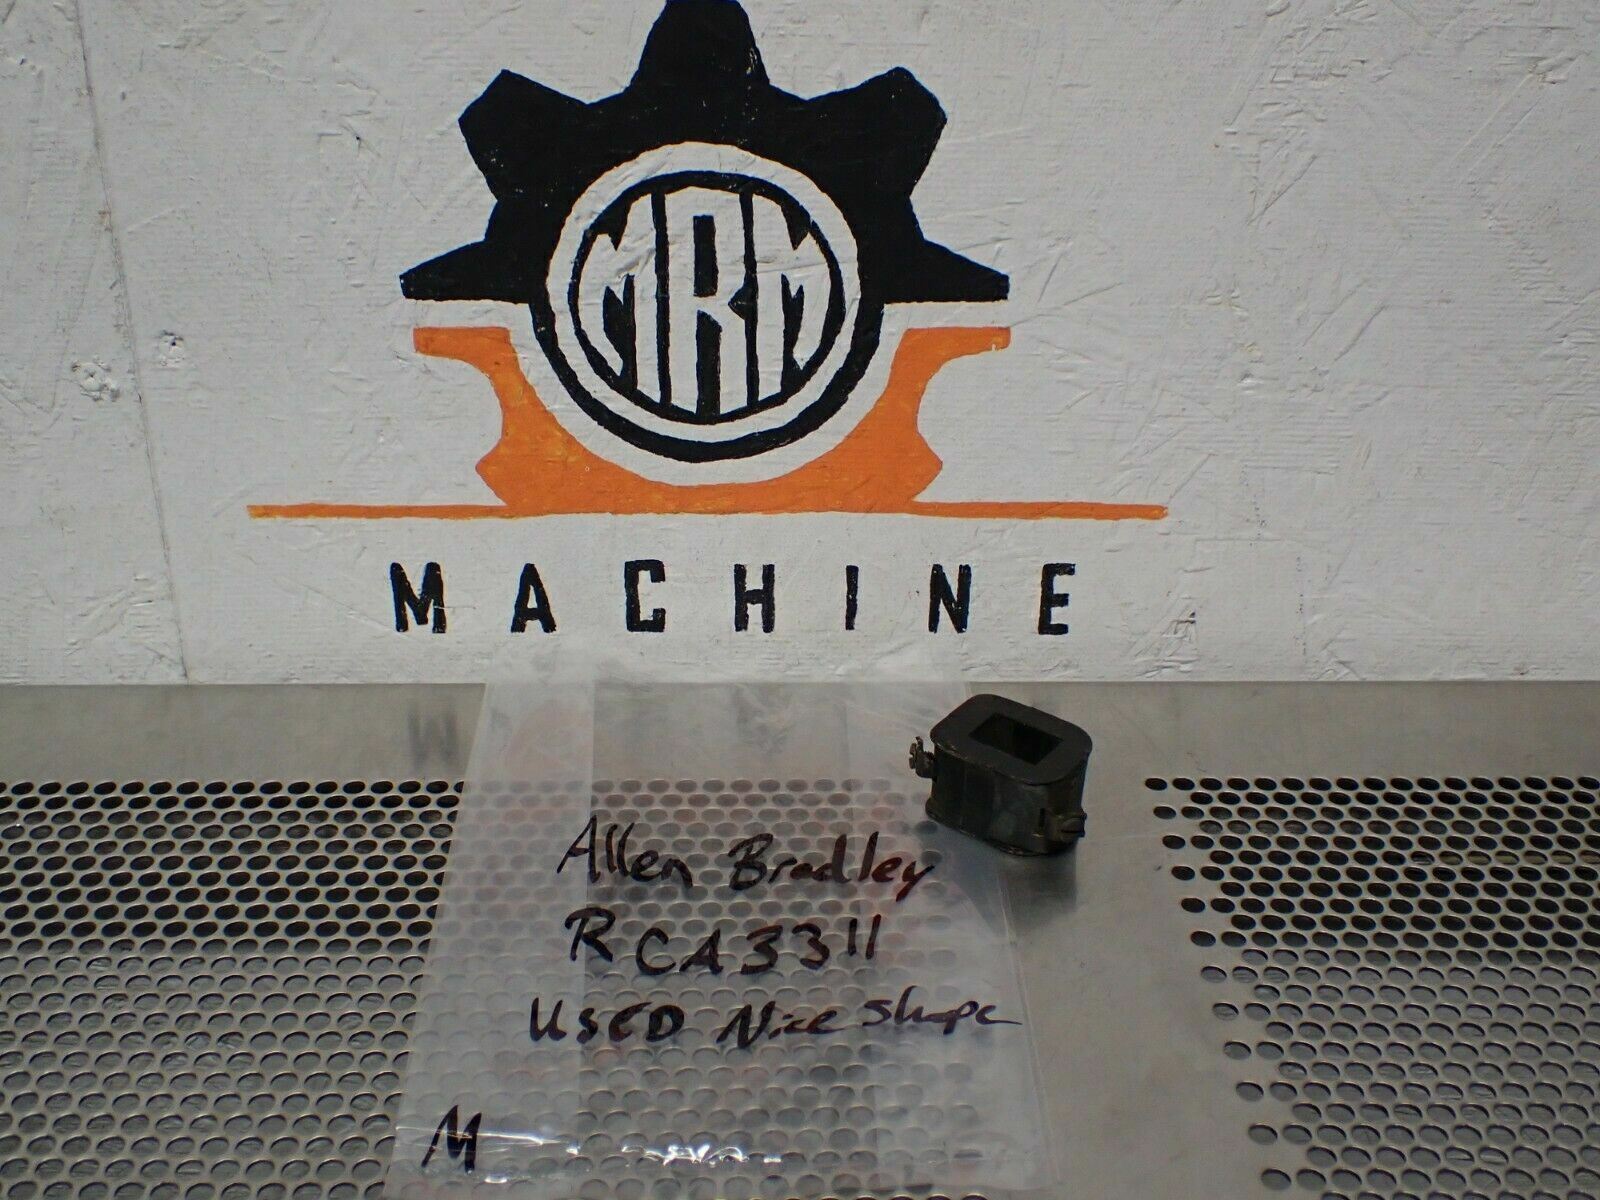 MRM
MACHINE
Allen Bradley
RCA3311
USED Nice shape
M